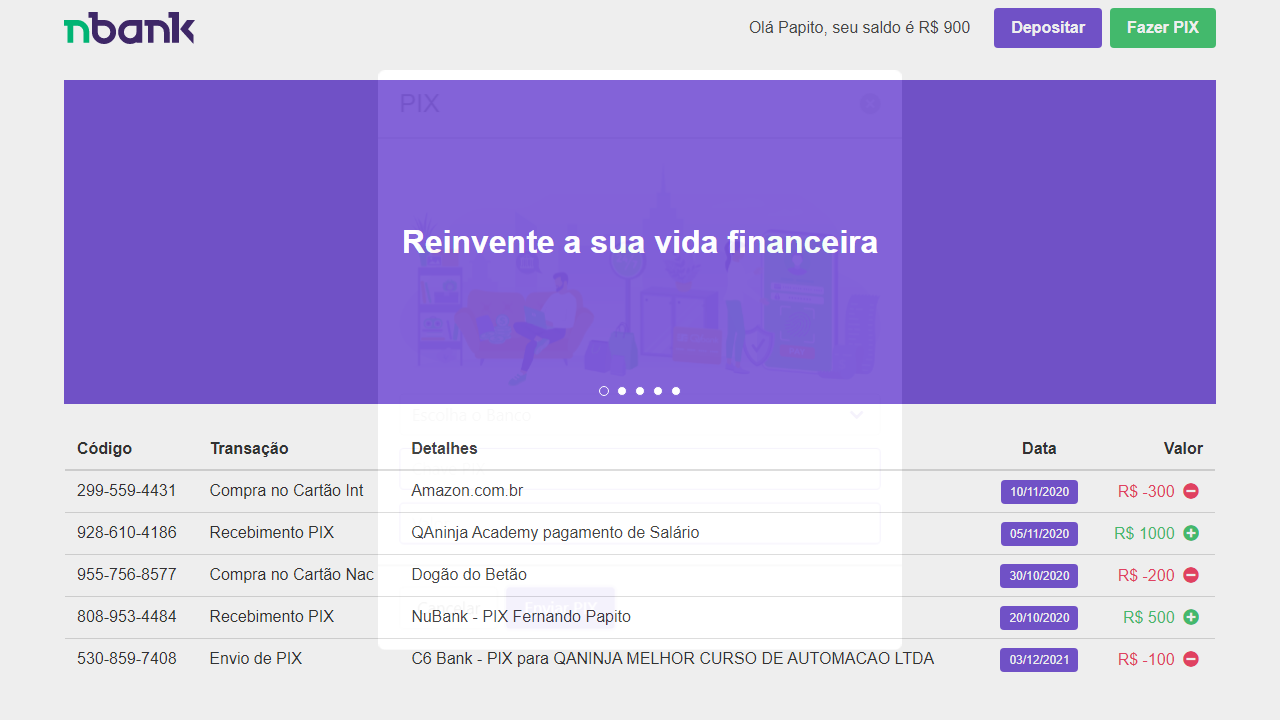 nbank
Olá Papito, seu saldo é R$ 900
Depositar
Fazer PIX
PIX
Reinvente a sua vida financeira
Escolha o Banco
Código Transação Detalhes Data Valor
299-559-4431 Compra no Cartão Int Amazon.com.br 10/11/2020 R$ -300
928-610-4186 Recebimento PIX QAninja Academy pagamento de Salário 05/11/2020 R$ 1000
955-756-8577 Compra no Cartão Nac Dogão do Betão 30/10/2020 R$ -200
808-953-4484 Recebimento PIX NuBank - PIX Fernando Papito 20/10/2020 R$ 500
530-859-7408 Envio de PIX C6 Bank - PIX para QANINJA MELHOR CURSO DE AUTOMACAO LTDA 03/12/2021 R$ -100